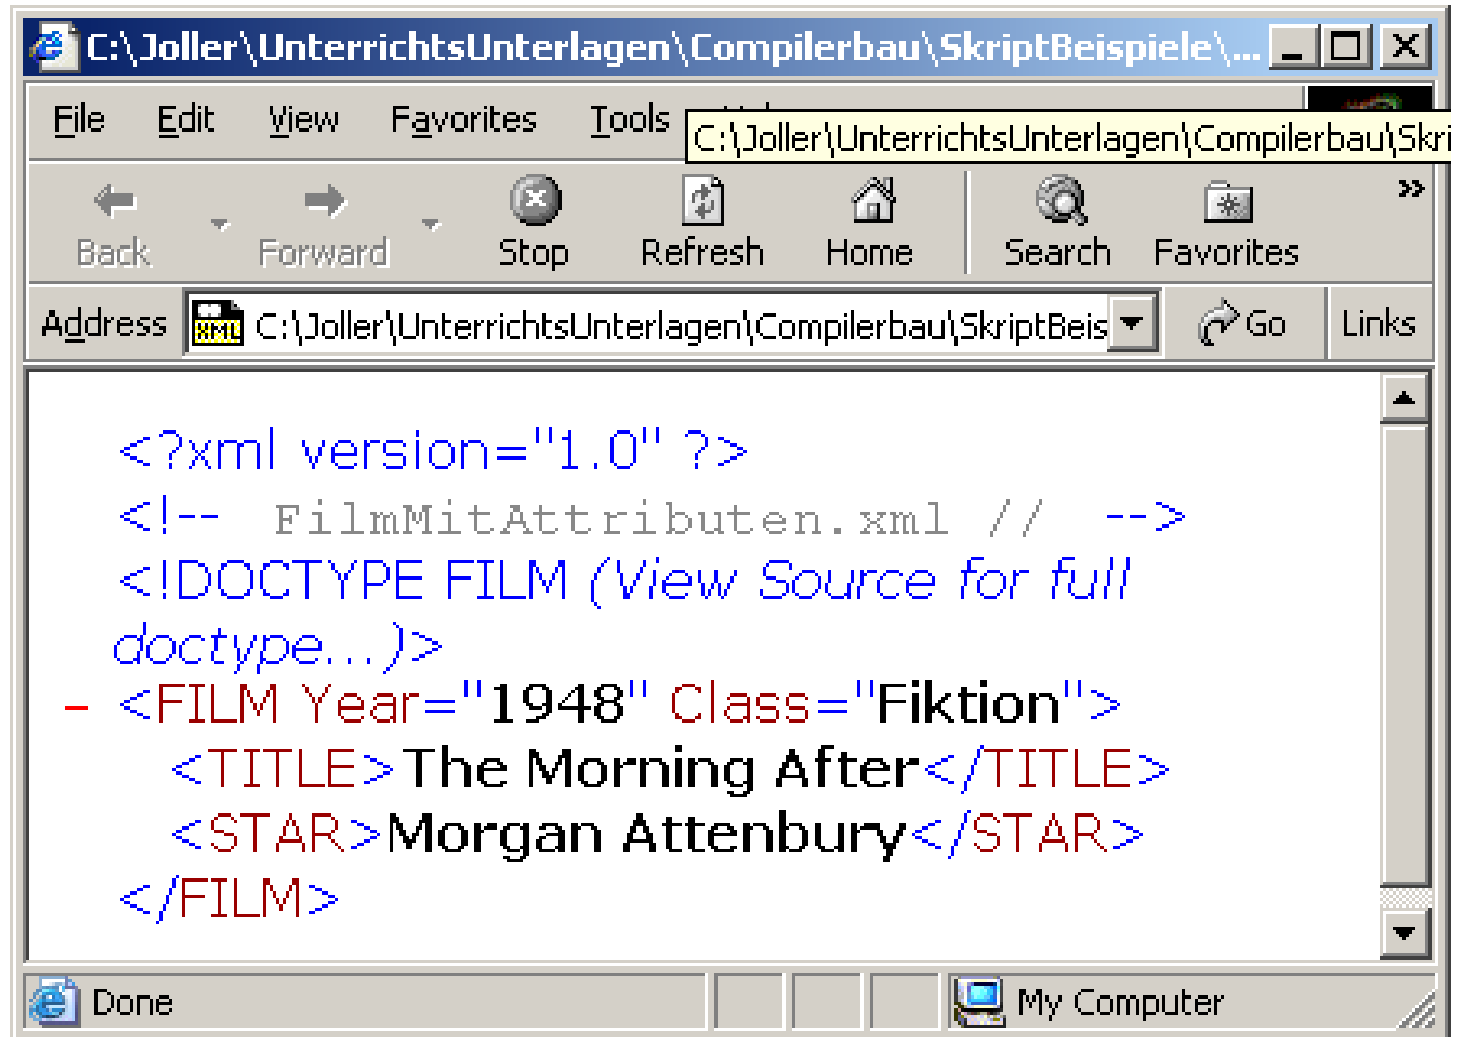 C:\Joller\UnterrichtsUnterlagen\Compilerbau\SkriptBeispiele\...
File Edit View Favorites Tools
C:\Joller\UnterrichtsUnterlagen\Compilerbau\Skri
Back Forward Stop Refresh Home Search Favorites »
Address C:\Joller\UnterrichtsUnterlagen\Compilerbau\SkriptBeis Go Links
<?xml version="1.0" ?>
<!-- FilmMitAttributen.xml // -->
<!DOCTYPE FILM (View Source for full
doctype...)>
- <FILM Year="1948" Class="Fiktion">
<TITLE>The Morning After</TITLE>
<STAR>Morgan Attenbury</STAR>
</FILM>
Done My Computer